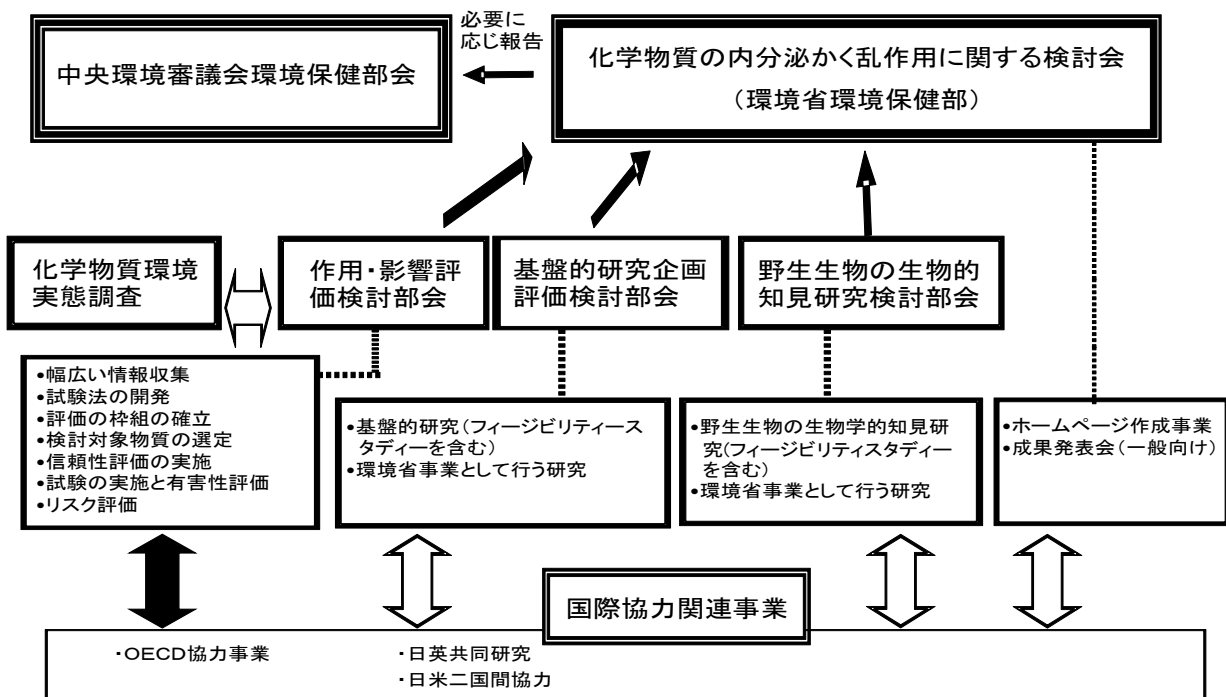 必要に
応じ報告
中央環境審議会環境保健部会
化学物質の内分泌かく乱作用に関する検討会
（環境省環境保健部）
化学物質環境
実態調査
作用・影響評
価検討部会
基盤的研究企画
評価検討部会
野生生物の生物的
知見研究検討部会
•幅広い情報収集
•試験法の開発
•評価の枠組の確立
•検討対象物質の選定
•信頼性評価の実施
•試験の実施と有害性評価
•リスク評価
•基盤的研究（フィージビリティース
タディーを含む）
•環境省事業として行う研究
•野生生物の生物学的知見研
究(フィージビリティスタディー
を含む)
•環境省事業として行う研究
•ホームページ作成事業
•成果発表会（一般向け）
国際協力関連事業
・OECD協力事業
・日英共同研究
・日米二国間協力